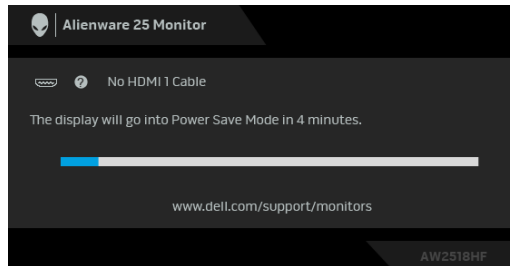 Alienware 25 Monitor
? No HDMI 1 Cable
The display will go into Power Save Mode in 4 minutes.
www.dell.com/support/monitors
AW2518HF